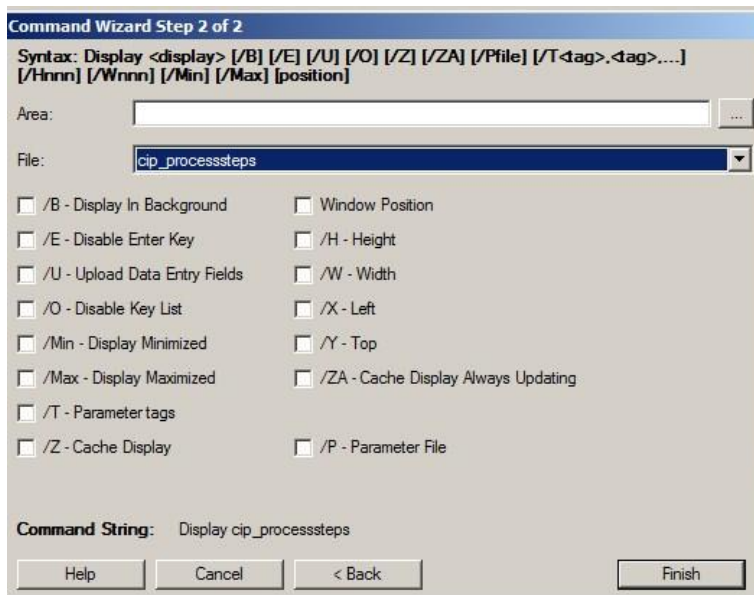 Command Wizard Step 2 of 2
Syntax: Display <display> [/B] [/E] [/U] [/O] [/Z] [/ZA] [/Pfile] [/T<tag>,<tag>,...]
[/Hnnn] [/Wnnn] [/Min] [/Max] [position]
Area: ...
File: cip_processsteps
/B - Display In Background Window Position
/E - Disable Enter Key /H - Height
/U - Upload Data Entry Fields /W - Width
/O - Disable Key List /X - Left
/Min - Display Minimized /Y - Top
/Max - Display Maximized /ZA - Cache Display Always Updating
/T - Parameter tags
/Z - Cache Display /P - Parameter File
Command String: Display cip_processsteps
Help Cancel < Back Finish